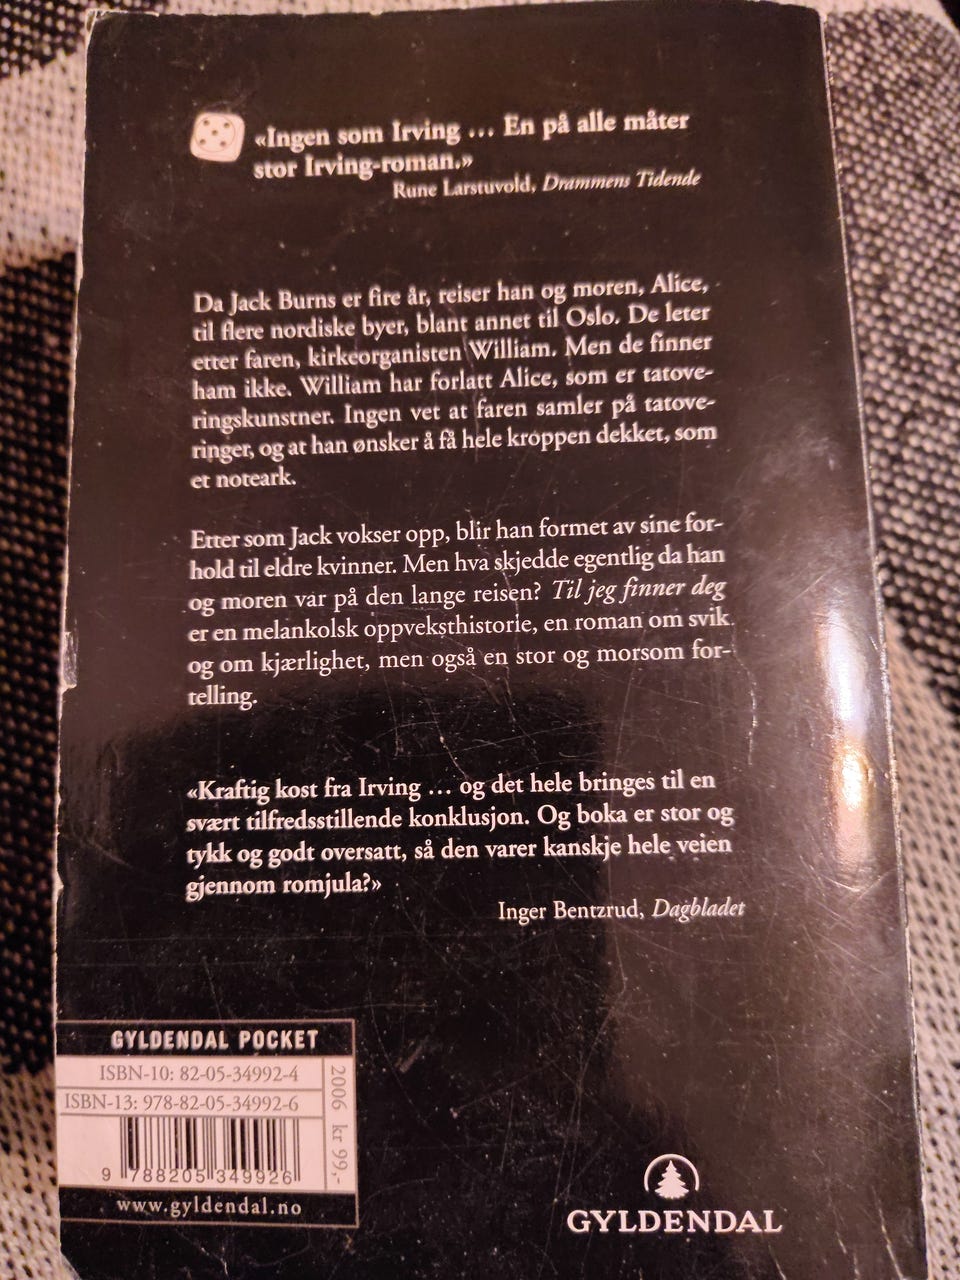 «Ingen som Irving ... En på alle måter
stor Irving-roman.»
Rune Larstuvold, Drammens Tidende
Da Jack Burns er fire år, reiser han og moren, Alice,
til flere nordiske byer, blant annet til Oslo. De leter
etter faren, kirkeorganisten William. Men de finner
ham ikke. William har forlatt Alice, som er tatove-
ringskunstner. Ingen vet at faren samler på tatove-
ringer, og at han ønsker å få hele kroppen dekket, som
et noteark.
Etter som Jack vokser opp, blir han formet av sine for-
hold til eldre kvinner. Men hva skjedde egentlig da han
og moren var på den lange reisen? Til jeg finner deg
er en melankolsk oppveksthistorie, en roman om svik
og om kjærlighet, men også en stor og morsom for-
telling.
«Kraftig kost fra Irving ... og det hele bringes til en
svært tilfredsstillende konklusjon. Og boka er stor og
tykk og godt oversatt, så den varer kanskje hele veien
gjennom romjula?»
Inger Bentzrud, Dagbladet
GYLDENDAL POCKET
ISBN-10: 82-05-34992-4
ISBN-13: 978-82-05-34992-6
2006 kr 99,-
9 788205 349926
www.gyldendal.no
GYLDENDAL